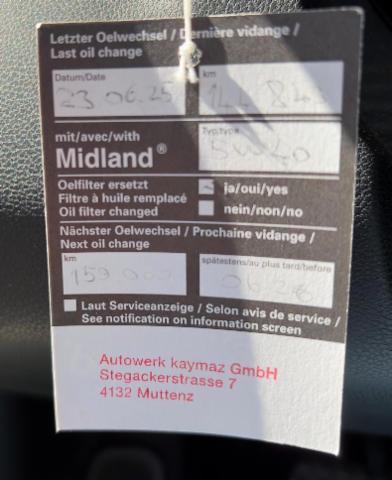 Letzter Oelwechsel / Dernière vidange /
Last oil change
Datum/Date
km
23 06.25
144 84
mit/avec/with
Typ,type
Midland®
5W40
Oelfilter ersetzt
Filtre à huile remplacé
Oil filter changed
ja/oui/yes
nein/non/no
Nächster Oelwechsel / Prochaine vidange /
Next oil change
km
spätestens/au plus tard/before
159 00
06.26
Laut Serviceanzeige / Selon avis de service /
See notification on information screen
Autowerk kaymaz GmbH
Stegackerstrasse 7
4132 Muttenz